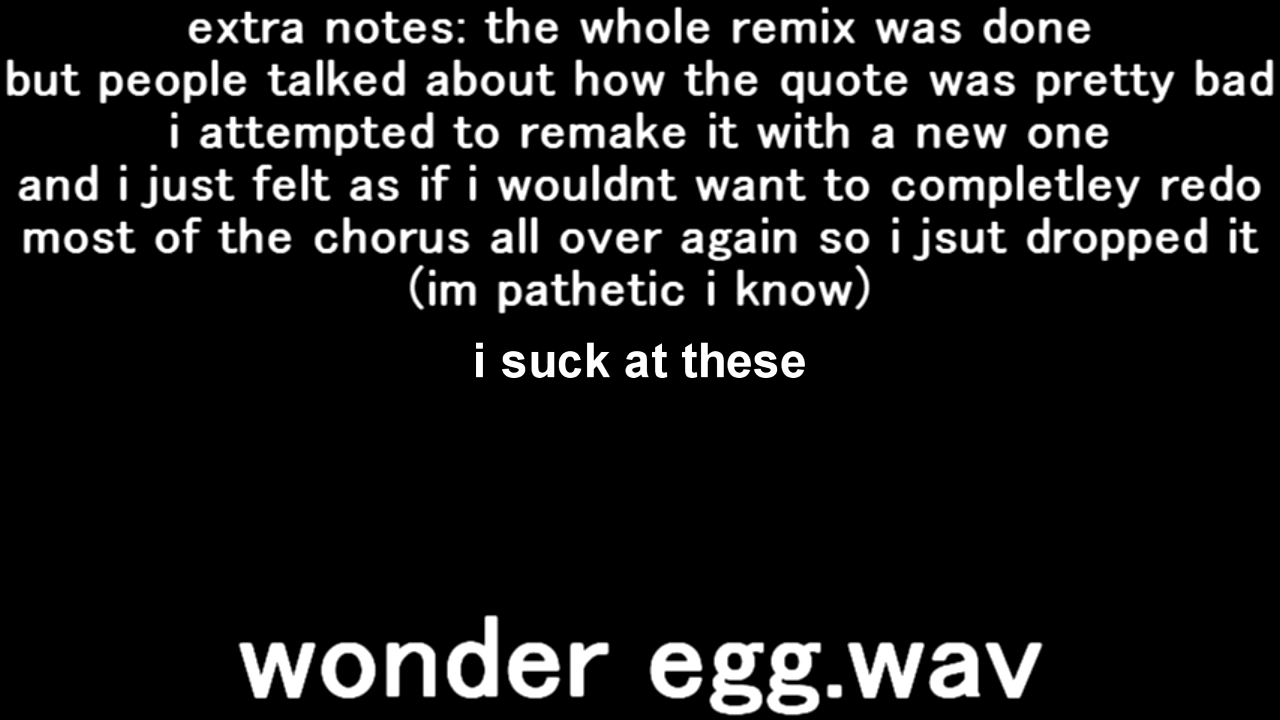 extra notes: the whole remix was done
but people talked about how the quote was pretty bad
i attempted to remake it with a new one
and i just felt as if i wouldnt want to completley redo
most of the chorus all over again so i jsut dropped it
(im pathetic i know)
i suck at these
wonder egg.wav